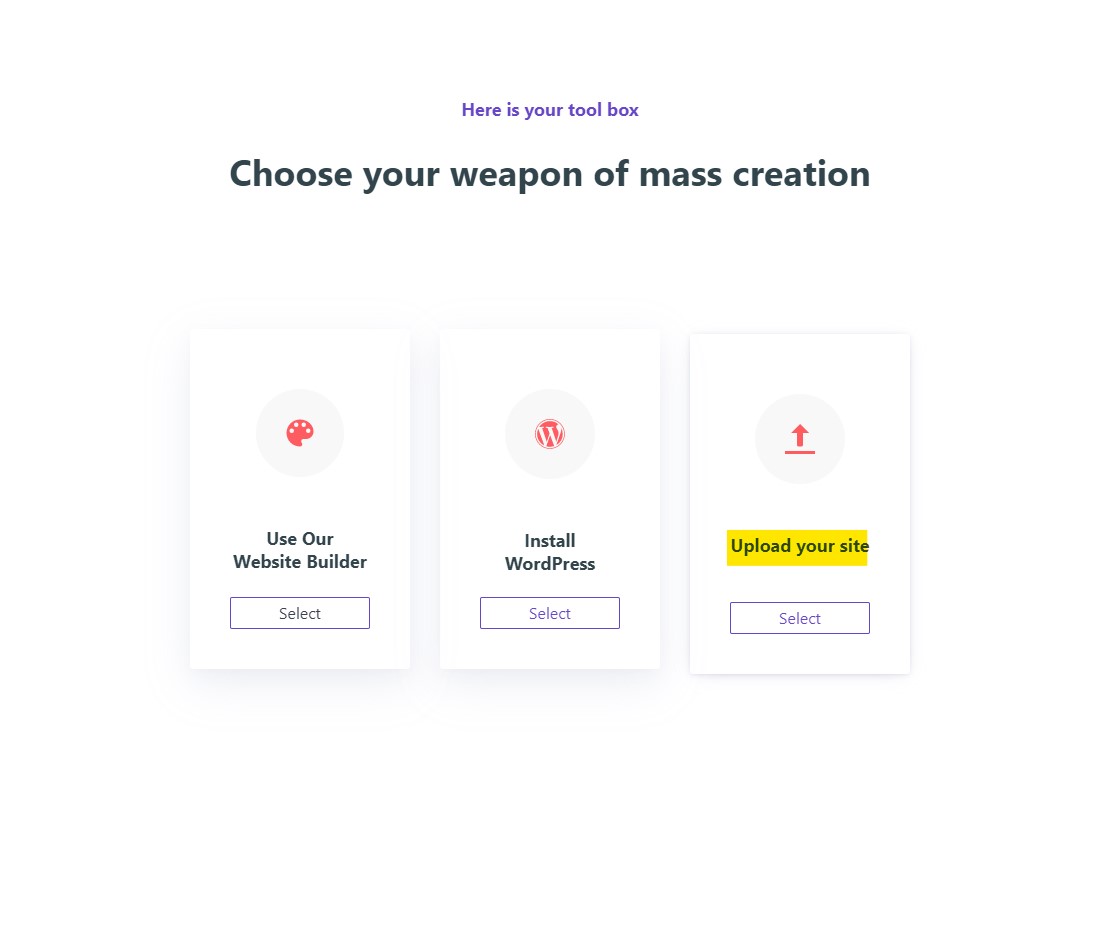 Here is your tool box
Choose your weapon of mass creation
Use Our
Website Builder
Select
Install
WordPress
Select
Upload your site
Select